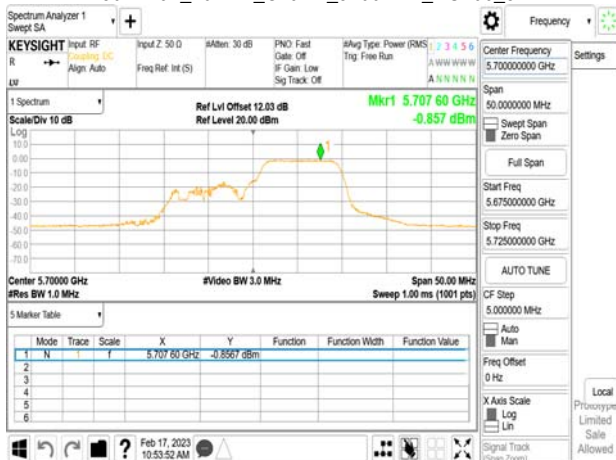 Spectrum Analyzer 1
Swept SA
+
Frequency
Settings
KEYSIGHT
R
LXI
Input: RF
Coupling: DC
Align: Auto
Input Z: 50 Ω
Freq Ref: Int (S)
#Atten: 30 dB
PNO: Fast
Gate: Off
IF Gain: Low
Sig Track: Off
#Avg Type: Power (RMS
Trig: Free Run
1 2 3 4 5 6
A W W W W W
A N N N N N
1 Spectrum
Scale/Div 10 dB
Log
Ref Lvl Offset 12.03 dB
Ref Level 20.00 dBm
Mkr1 5.707 60 GHz
-0.857 dBm
10.0
0.00
-10.0
-20.0
-30.0
-40.0
-50.0
-60.0
-70.0
1
Center 5.70000 GHz
#Res BW 1.0 MHz
#Video BW 3.0 MHz
Span 50.00 MHz
Sweep 1.00 ms (1001 pts)
5 Marker Table
Mode Trace Scale X Y Function Function Width Function Value
1 N 1 f 5.707 60 GHz -0.8567 dBm
2
3
4
5
6
Center Frequency
5.700000000 GHz
Span
50.0000000 MHz
Swept Span
Zero Span
Full Span
Start Freq
5.675000000 GHz
Stop Freq
5.725000000 GHz
AUTO TUNE
CF Step
5.000000 MHz
Auto
Man
Freq Offset
0 Hz
X Axis Scale
Log
Lin
Signal Track
(Span Zoom)
Local
Prototype
Limited
Sale
Allowed
?
Feb 17, 2023
10:53:52 AM